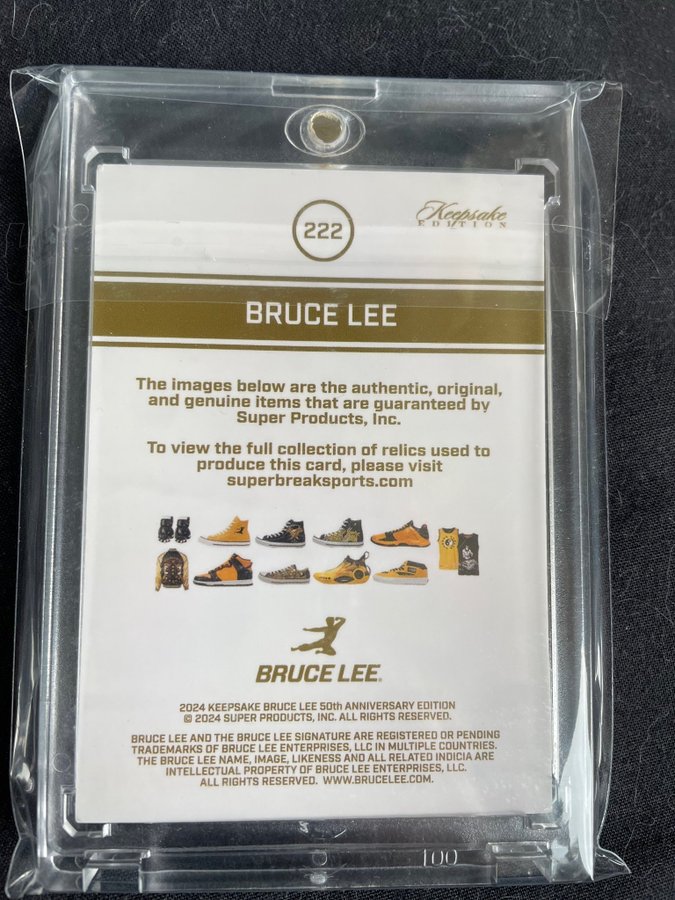 222
Keepsake
EDITION
BRUCE LEE
The images below are the authentic, original,
and genuine items that are guaranteed by
Super Products, Inc.
To view the full collection of relics used to
produce this card, please visit
superbreaksports.com
BRUCE LEE®
2024 KEEPSAKE BRUCE LEE 50th ANNIVERSARY EDITION
© 2024 SUPER PRODUCTS, INC. ALL RIGHTS RESERVED.
BRUCE LEE AND THE BRUCE LEE SIGNATURE ARE REGISTERED OR PENDING
TRADEMARKS OF BRUCE LEE ENTERPRISES, LLC IN MULTIPLE COUNTRIES.
THE BRUCE LEE NAME, IMAGE, LIKENESS AND ALL RELATED INDICIA ARE
INTELLECTUAL PROPERTY OF BRUCE LEE ENTERPRISES, LLC.
ALL RIGHTS RESERVED. WWW.BRUCELEE.COM.
100